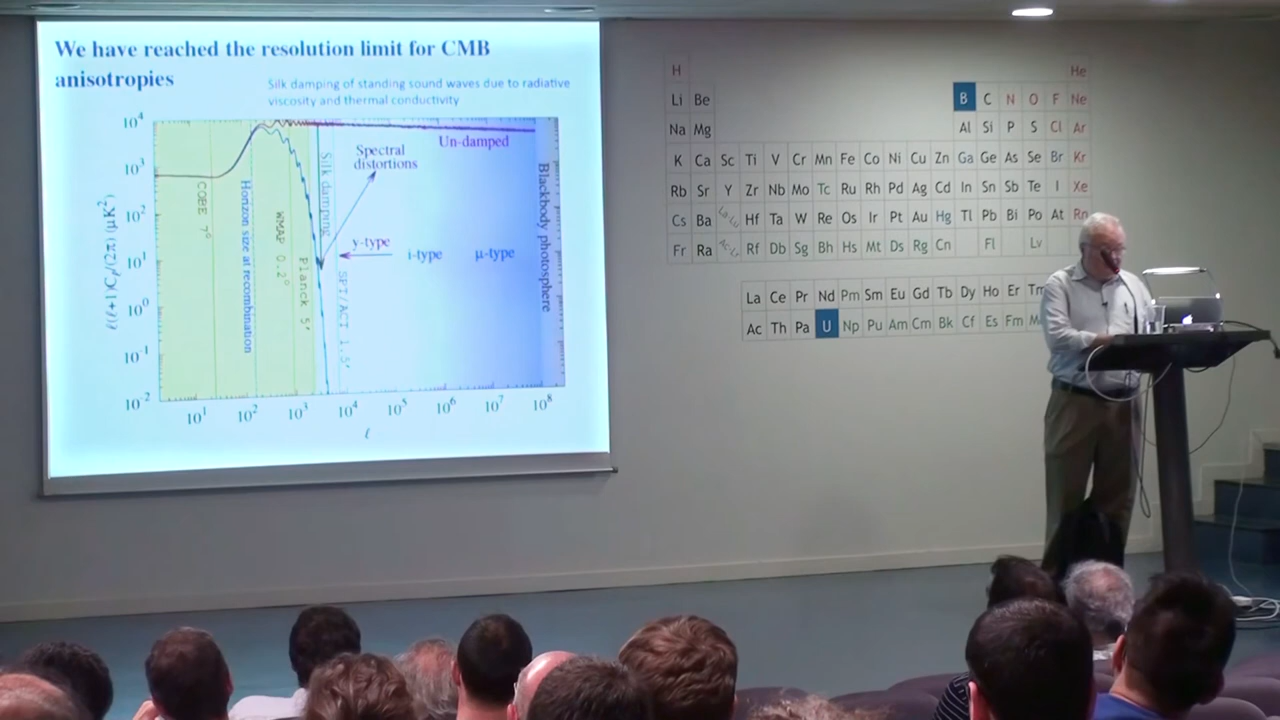 We have reached the resolution limit for CMB
anisotropies
Silk damping of standing sound waves due to radiative
viscosity and thermal conductivity
10⁴
10³
10²
10¹
10⁰
10⁻¹
10⁻²
ℓ(ℓ+1)Cℓ/(2π) (μK²)
COBE 7°
Horizon size at recombination
WMAP 0.2°
Planck 5'
Silk damping
SPT/ACT 1.5'
Un-damped
Spectral
distortions
y-type i-type μ-type
Blackbody photosphere
10¹ 10² 10³ 10⁴ 10⁵ 10⁶ 10⁷ 10⁸
ℓ
H He
Li Be B C N O F Ne
Na Mg Al Si P S Cl Ar
K Ca Sc Ti V Cr Mn Fe Co Ni Cu Zn Ga Ge As Se Br Kr
Rb Sr Y Zr Nb Mo Tc Ru Rh Pd Ag Cd In Sn Sb Te I Xe
Cs Ba La-Lu Hf Ta W Re Os Ir Pt Au Hg Tl Pb Bi Po At Rn
Fr Ra Ac-Lr Rf Db Sg Bh Hs Mt Ds Rg Cn Fl Lv
La Ce Pr Nd Pm Sm Eu Gd Tb Dy Ho Er Tm
Ac Th Pa U Np Pu Am Cm Bk Cf Es Fm